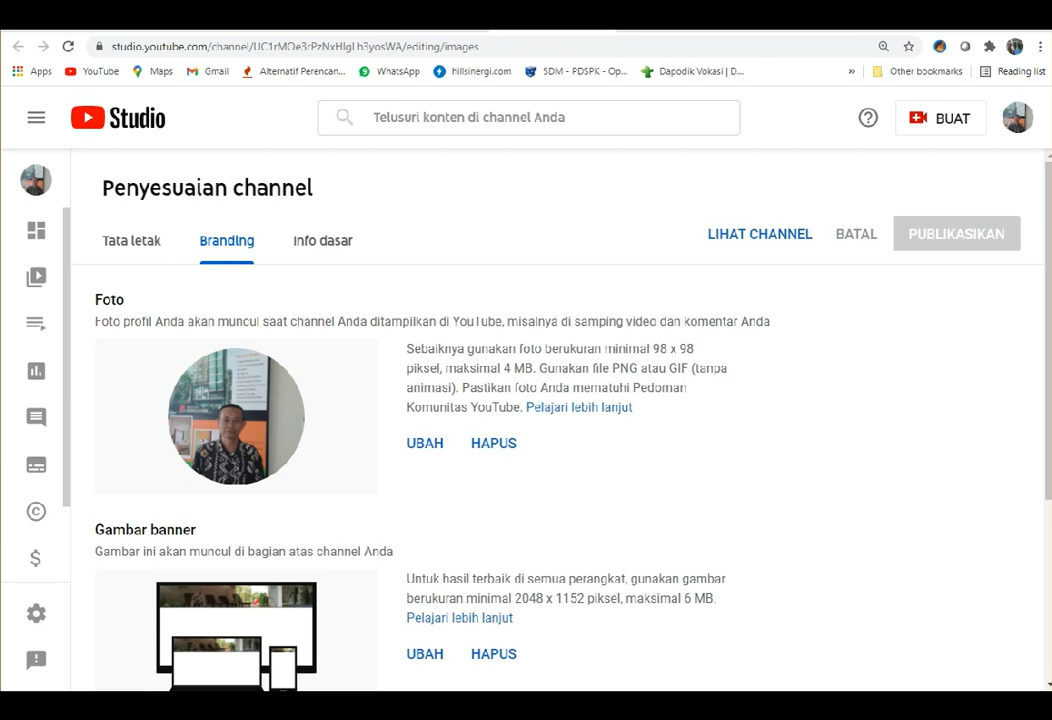 studio.youtube.com/channel/UC1rMOe3rPzNxHIgLh3yosWA/editing/images
Apps YouTube Maps Gmail Alternatif Perencan... WhatsApp hillsinergi.com SDM - PDSPK - Op... Dapodik Vokasi | D... » Other bookmarks Reading list
Studio Telusuri konten di channel Anda BUAT
Penyesuaian channel
Tata letak Branding Info dasar LIHAT CHANNEL BATAL PUBLIKASIKAN
Foto
Foto profil Anda akan muncul saat channel Anda ditampilkan di YouTube, misalnya di samping video dan komentar Anda
Sebaiknya gunakan foto berukuran minimal 98 x 98
piksel, maksimal 4 MB. Gunakan file PNG atau GIF (tanpa
animasi). Pastikan foto Anda mematuhi Pedoman
Komunitas YouTube. Pelajari lebih lanjut
UBAH HAPUS
Gambar banner
Gambar ini akan muncul di bagian atas channel Anda
Untuk hasil terbaik di semua perangkat, gunakan gambar
berukuran minimal 2048 x 1152 piksel, maksimal 6 MB.
Pelajari lebih lanjut
UBAH HAPUS